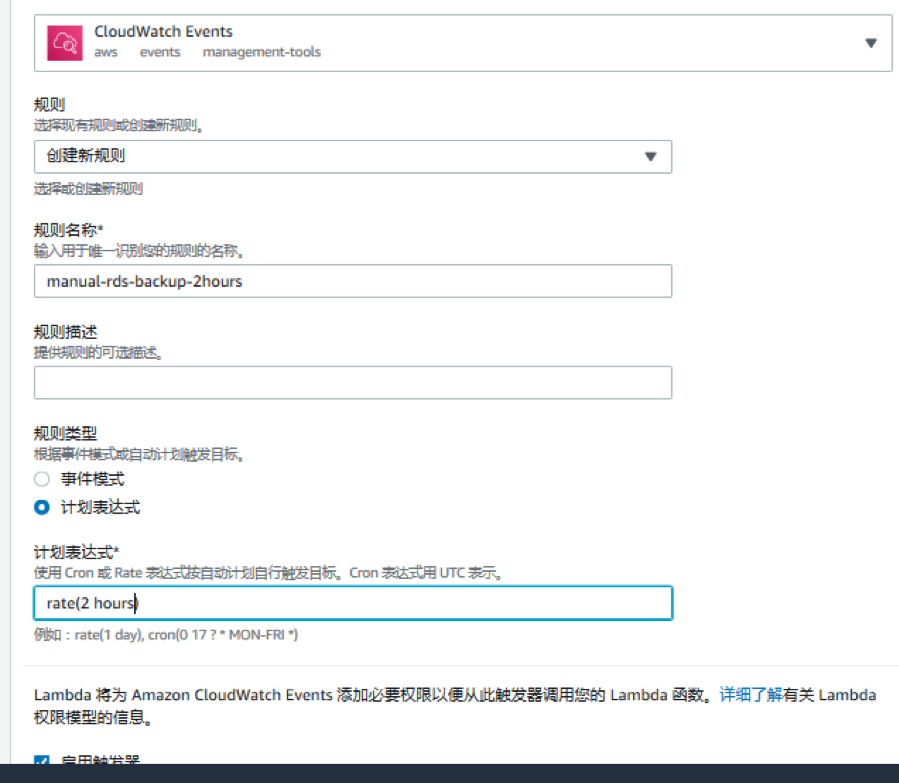 CloudWatch Events
aws events management-tools
规则
选择现有规则或创建新规则。
创建新规则
选择或创建新规则
规则名称*
输入用于唯一识别您的规则的名称。
manual-rds-backup-2hours
规则描述
提供规则的可选描述。
规则类型
根据事件模式或自动计划触发目标。
事件模式
计划表达式
计划表达式*
使用 Cron 或 Rate 表达式按自动计划自行触发目标。Cron 表达式用 UTC 表示。
rate(2 hours)
例如：rate(1 day), cron(0 17 ? * MON-FRI *)
Lambda 将为 Amazon CloudWatch Events 添加必要权限以便从此触发器调用您的 Lambda 函数。详细了解有关 Lambda
权限模型的信息。
启用触发器